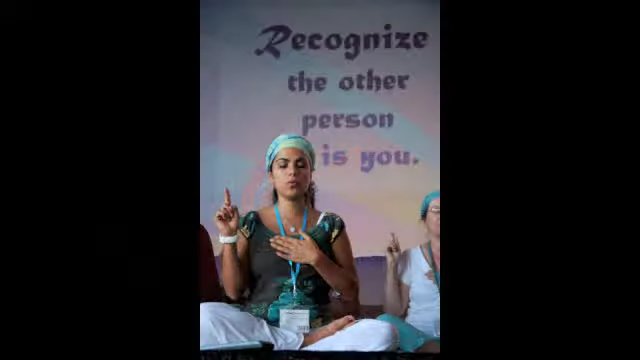 Recognize
the other
person
is you.